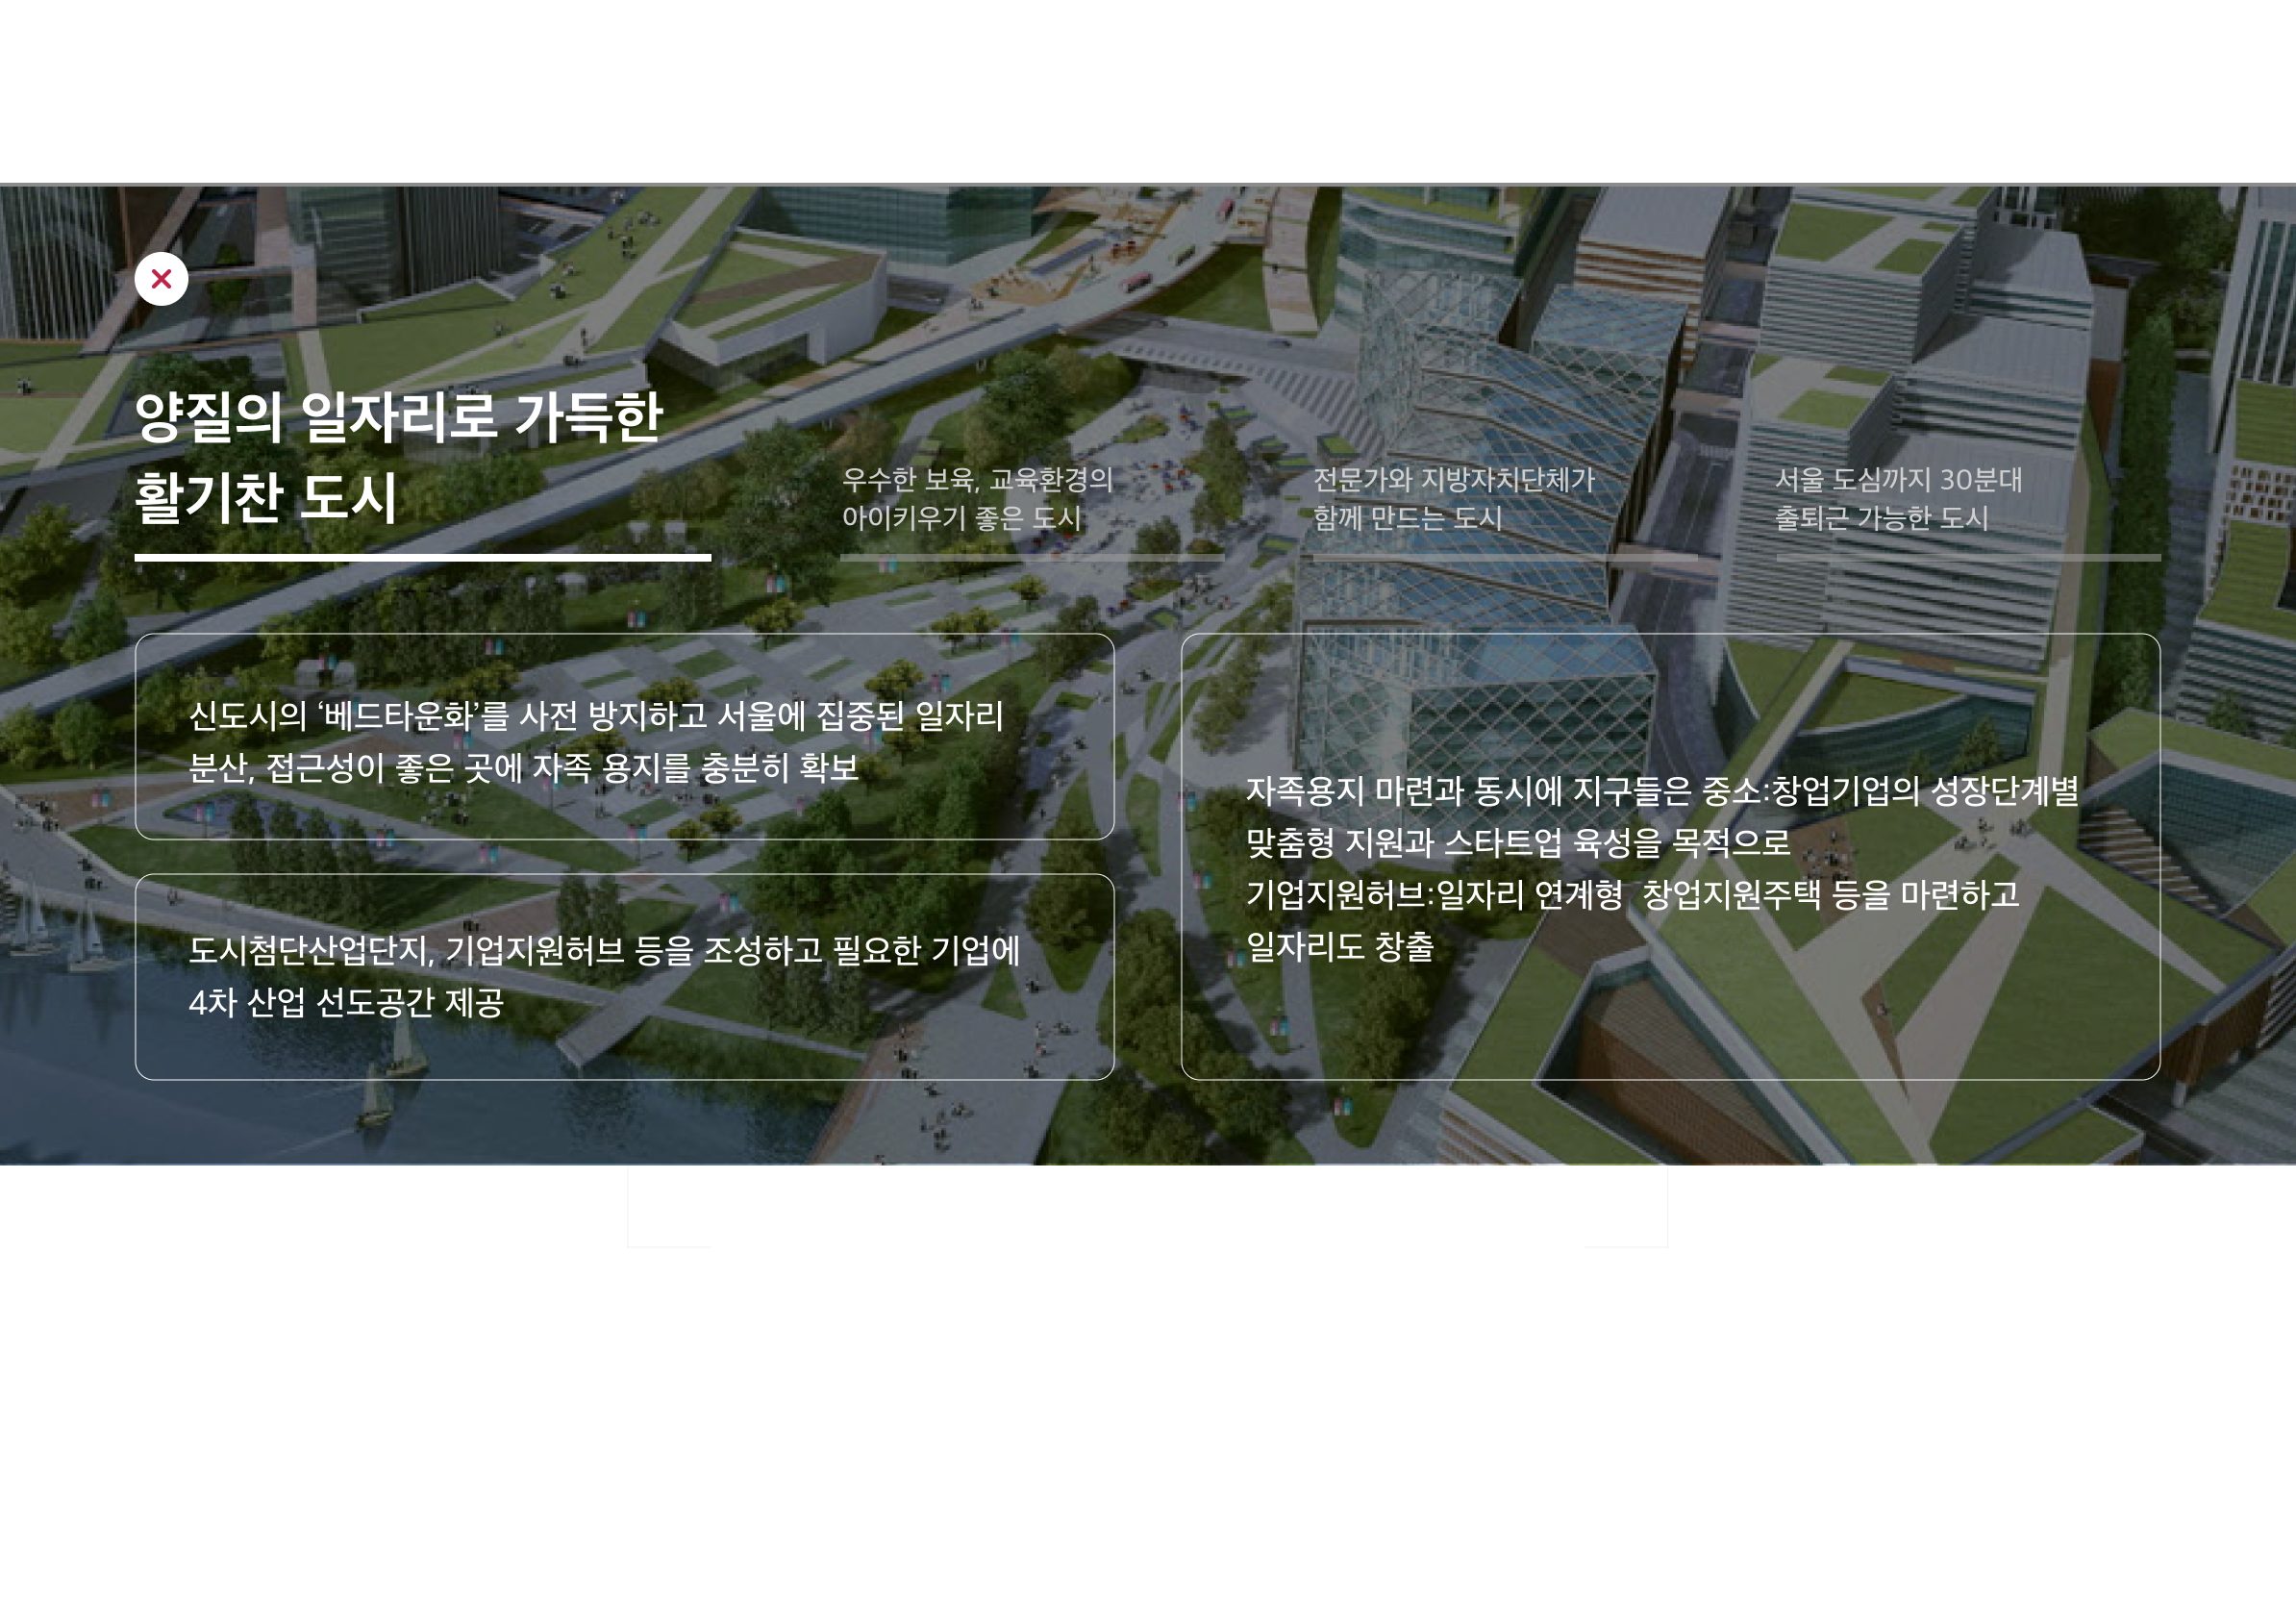 양질의 일자리로 가득한
활기찬 도시
우수한 보육, 교육환경의
아이키우기 좋은 도시
전문가와 지방자치단체가
함께 만드는 도시
서울 도심까지 30분대
출퇴근 가능한 도시
신도시의 ‘베드타운화’를 사전 방지하고 서울에 집중된 일자리
분산, 접근성이 좋은 곳에 자족 용지를 충분히 확보
도시첨단산업단지, 기업지원허브 등을 조성하고 필요한 기업에
4차 산업 선도공간 제공
자족용지 마련과 동시에 지구들은 중소:창업기업의 성장단계별
맞춤형 지원과 스타트업 육성을 목적으로
기업지원허브:일자리 연계형  창업지원주택 등을 마련하고
일자리도 창출